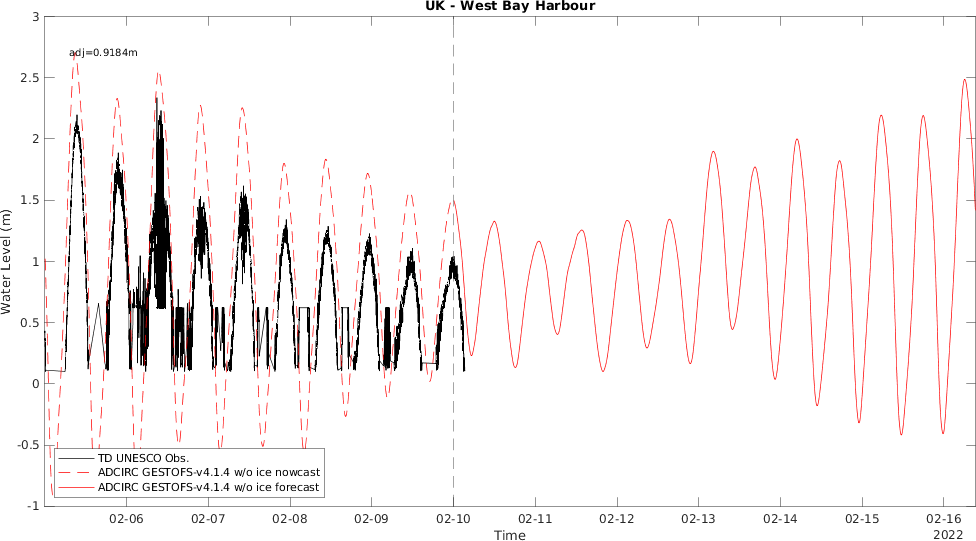 UK - West Bay Harbour
adj=0.9184m
Water Level (m)
3
2.5
2
1.5
1
0.5
0
-0.5
-1
TD UNESCO Obs.
ADCIRC GESTOFS-v4.1.4 w/o ice nowcast
ADCIRC GESTOFS-v4.1.4 w/o ice forecast
02-06 02-07 02-08 02-09 02-10 02-11 02-12 02-13 02-14 02-15 02-16
Time
2022